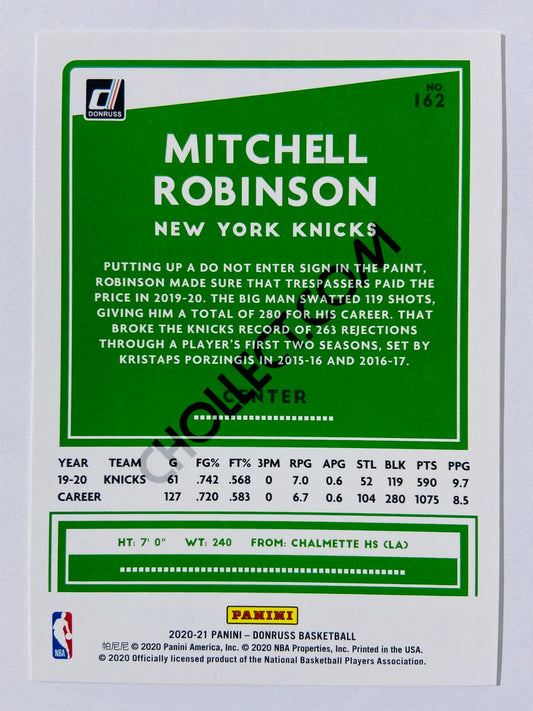 DONRUSS
NO.
162
MITCHELL
ROBINSON
NEW YORK KNICKS
PUTTING UP A DO NOT ENTER SIGN IN THE PAINT,
ROBINSON MADE SURE THAT TRESPASSERS PAID THE
PRICE IN 2019-20. THE BIG MAN SWATTED 119 SHOTS,
GIVING HIM A TOTAL OF 280 FOR HIS CAREER. THAT
BROKE THE KNICKS RECORD OF 263 REJECTIONS
THROUGH A PLAYER'S FIRST TWO SEASONS, SET BY
KRISTAPS PORZINGIS IN 2015-16 AND 2016-17.
CENTER
CHOLLECT.COM
YEAR TEAM G FG% FT% 3PM RPG APG STL BLK PTS PPG
19-20 KNICKS 61 .742 .568 0 7.0 0.6 52 119 590 9.7
CAREER 127 .720 .583 0 6.7 0.6 104 280 1075 8.5
HT: 7' 0" WT: 240 FROM: CHALMETTE HS (LA)
PANINI
2020-21 PANINI – DONRUSS BASKETBALL
帕尼尼 © 2020 Panini America, Inc. © 2020 NBA Properties, Inc. Printed in the USA.
© 2020 Officially licensed product of the National Basketball Players Association.
NBA